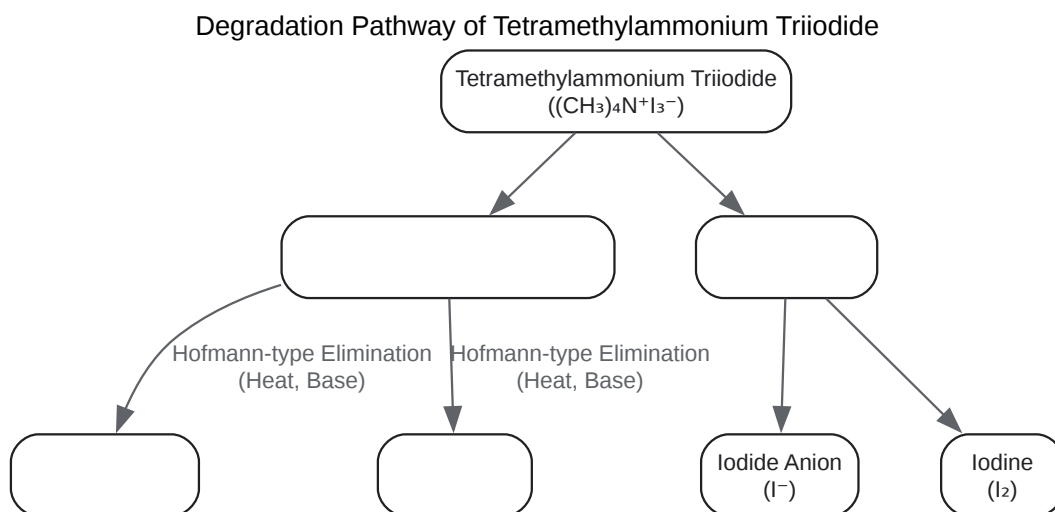 Degradation Pathway of Tetramethylammonium Triiodide
Tetramethylammonium Triiodide
((CH₃)₄N⁺I₃⁻)
Hofmann-type Elimination
(Heat, Base)
Hofmann-type Elimination
(Heat, Base)
Iodide Anion
(I⁻)
Iodine
(I₂)